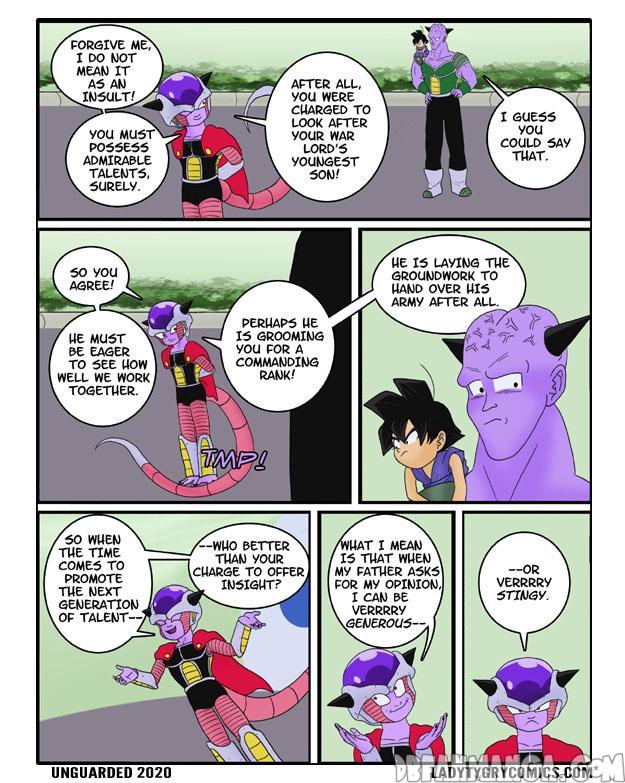 FORGIVE ME,
I DO NOT
MEAN IT
AS AN
INSULT!
YOU MUST
POSSESS
ADMIRABLE
TALENTS,
SURELY.
AFTER ALL,
YOU WERE
CHARGED TO
LOOK AFTER
YOUR WAR
LORD'S
YOUNGEST
SON!
I GUESS
YOU
COULD SAY
THAT.
SO YOU
AGREE!
HE MUST
BE EAGER
TO SEE HOW
WELL WE WORK
TOGETHER.
PERHAPS HE
IS GROOMING
YOU FOR A
COMMANDING
RANK!
TMP!
HE IS LAYING THE
GROUNDWORK TO
HAND OVER HIS
ARMY AFTER ALL.
SO WHEN
THE TIME
COMES TO
PROMOTE
THE NEXT
GENERATION
OF TALENT--
--WHO BETTER
THAN YOUR
CHARGE TO OFFER
INSIGHT?
WHAT I MEAN
IS THAT WHEN
MY FATHER ASKS
FOR MY OPINION,
I CAN BE
VERRRRY
GENEROUS--
--OR
VERRRRY
STINGY.
UNGUARDED 2020
LADYTYGRYCOMICS.COM
DBFANMANGA.COM